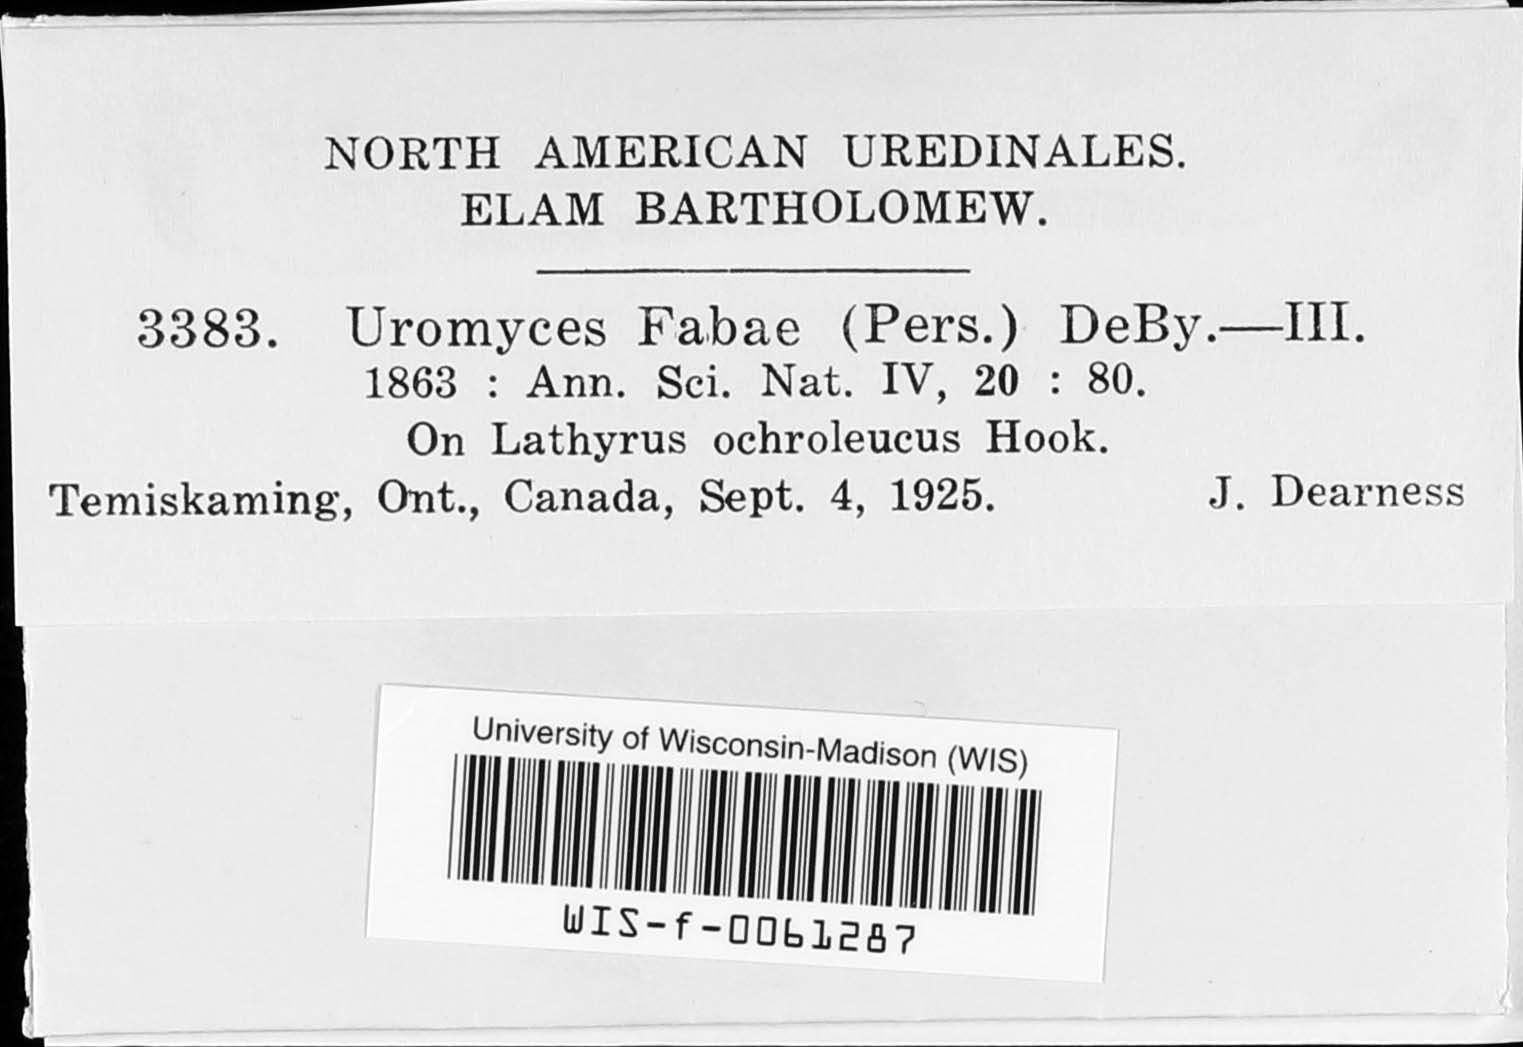 NORTH AMERICAN UREDINALES.
ELAM BARTHOLOMEW.
3383. Uromyces Fabae (Pers.) DeBy.—III.
1863 : Ann. Sci. Nat. IV, 20 : 80.
On Lathyrus ochroleucus Hook.
Temiskaming, Ont., Canada, Sept. 4, 1925. J. Dearness
University of Wisconsin-Madison (WIS)
WIS-f-0061287